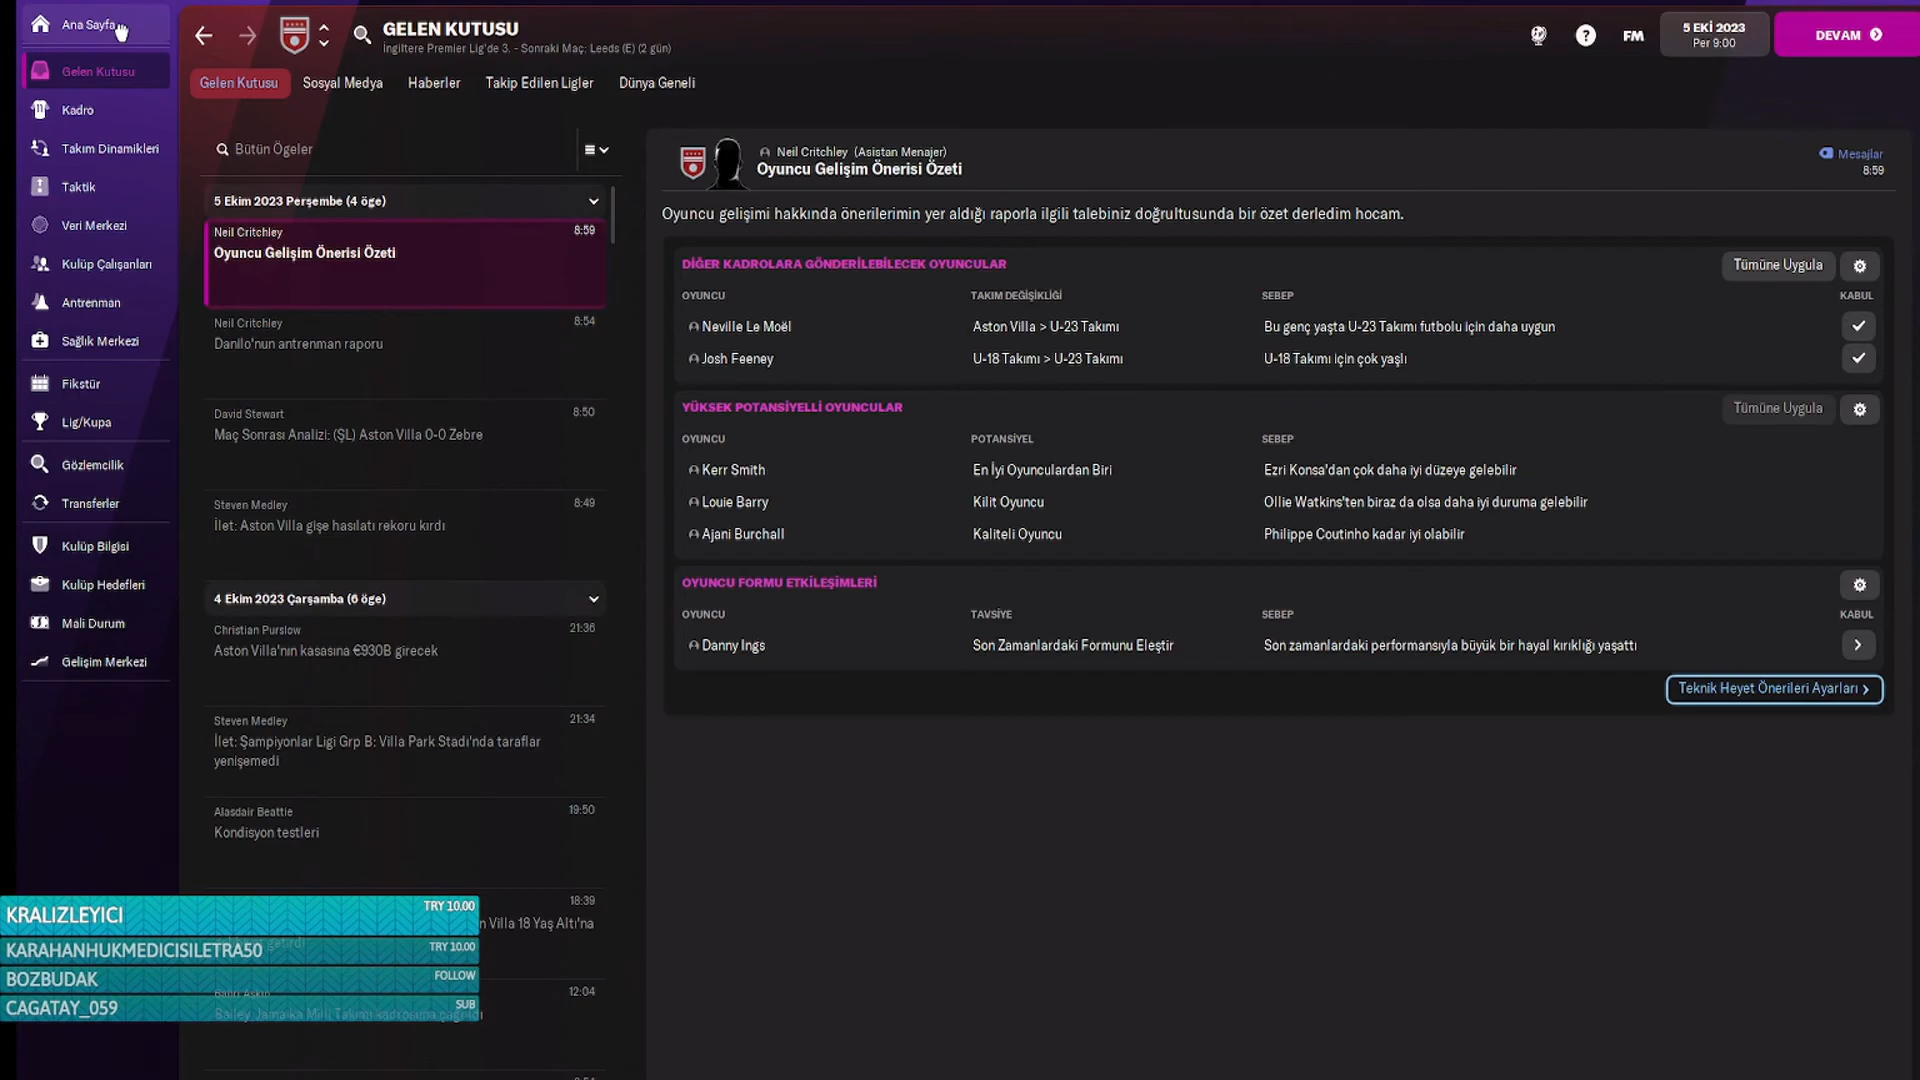 Ana Sayfa
Gelen Kutusu
Kadro
Takım Dinamikleri
Taktik
Veri Merkezi
Kulüp Çalışanları
Antrenman
Sağlık Merkezi
Fikstür
Lig/Kupa
Gözlemcilik
Transferler
Kulüp Bilgisi
Kulüp Hedefleri
Mali Durum
Gelişim Merkezi
GELEN KUTUSU
İngiltere Premier Lig'de 3. - Sonraki Maç: Leeds (E) (2 gün)
FM
5 EKİ 2023
Per 9:00
DEVAM
Gelen Kutusu Sosyal Medya Haberler Takip Edilen Ligler Dünya Geneli
Bütün Ögeler
5 Ekim 2023 Perşembe (4 öge)
Neil Critchley 8:59
Oyuncu Gelişim Önerisi Özeti
Neil Critchley 8:54
Danilo'nun antrenman raporu
David Stewart 8:50
Maç Sonrası Analizi: (ŞL) Aston Villa 0-0 Zebre
Steven Medley 8:49
İlet: Aston Villa gişe hasılatı rekoru kırdı
4 Ekim 2023 Çarşamba (6 öge)
Christian Purslow 21:36
Aston Villa'nın kasasına €930B girecek
Steven Medley 21:34
İlet: Şampiyonlar Ligi Grp B: Villa Park Stadı'nda taraflar
yenişemedi
Alasdair Beattie 19:50
Kondisyon testleri
18:39
Villa 18 Yaş Altı'na
12:04
Bailey Jamaika Milli Takımı kadrosuna çağrıldı
Neil Critchley (Asistan Menajer)
Oyuncu Gelişim Önerisi Özeti
Mesajlar
8:59
Oyuncu gelişimi hakkında önerilerimin yer aldığı raporla ilgili talebiniz doğrultusunda bir özet derledim hocam.
DİĞER KADROLARA GÖNDERİLEBİLECEK OYUNCULAR Tümüne Uygula
OYUNCU TAKIM DEĞİŞİKLİĞİ SEBEP KABUL
Neville Le Moël Aston Villa > U-23 Takımı Bu genç yaşta U-23 Takımı futbolu için daha uygun
Josh Feeney U-18 Takımı > U-23 Takımı U-18 Takımı için çok yaşlı
YÜKSEK POTANSİYELLİ OYUNCULAR Tümüne Uygula
OYUNCU POTANSİYEL SEBEP
Kerr Smith En İyi Oyunculardan Biri Ezri Konsa'dan çok daha iyi düzeye gelebilir
Louie Barry Kilit Oyuncu Ollie Watkins'ten biraz da olsa daha iyi duruma gelebilir
Ajani Burchall Kaliteli Oyuncu Philippe Coutinho kadar iyi olabilir
OYUNCU FORMU ETKİLEŞİMLERİ
OYUNCU TAVSİYE SEBEP KABUL
Danny Ings Son Zamanlardaki Formunu Eleştir Son zamanlardaki performansıyla büyük bir hayal kırıklığı yaşattı
Teknik Heyet Önerileri Ayarları
KRALIZLEYICI TRY 10.00
KARAHANHUKMEDICISILETRA50 TRY 10.00
BOZBUDAK FOLLOW
CAGATAY_059 SUB